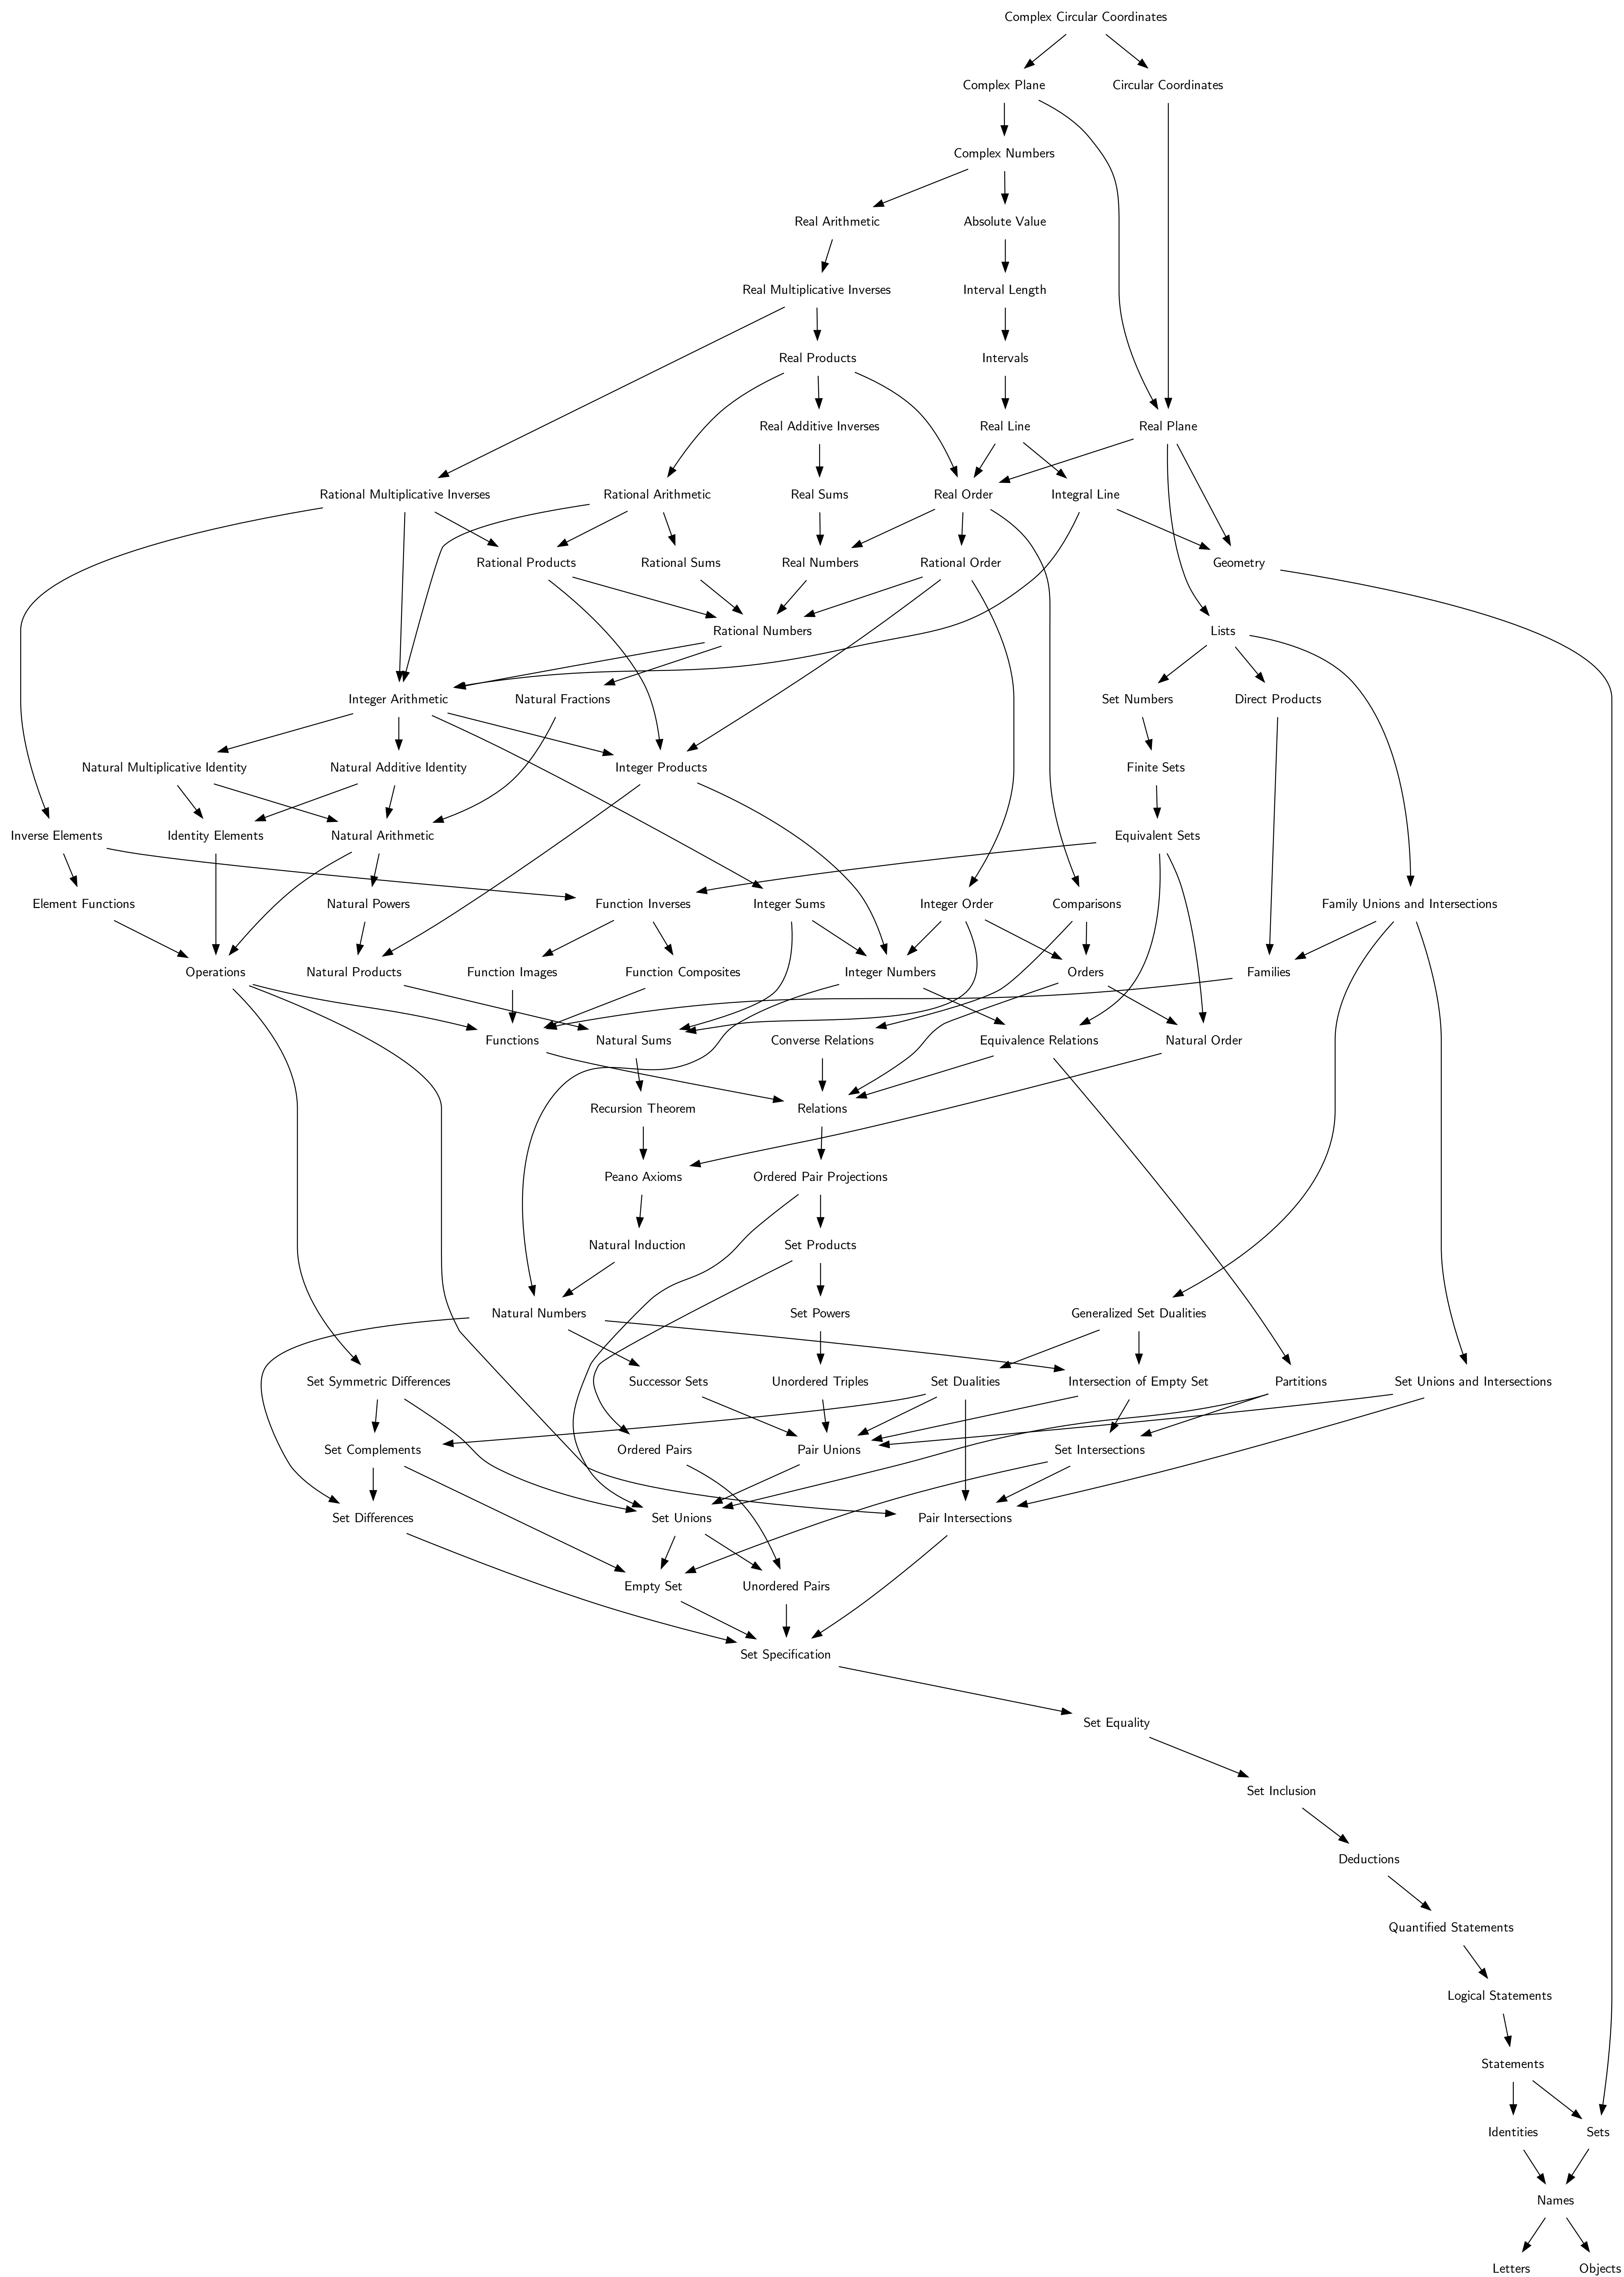 Complex Circular Coordinates
Complex Plane
Circular Coordinates
Complex Numbers
Real Arithmetic
Absolute Value
Real Multiplicative Inverses
Interval Length
Real Products
Intervals
Real Additive Inverses
Real Line
Real Plane
Rational Multiplicative Inverses
Rational Arithmetic
Real Sums
Real Order
Integral Line
Rational Products
Rational Sums
Real Numbers
Rational Order
Geometry
Rational Numbers
Lists
Integer Arithmetic
Natural Fractions
Set Numbers
Direct Products
Natural Multiplicative Identity
Natural Additive Identity
Integer Products
Finite Sets
Inverse Elements
Identity Elements
Natural Arithmetic
Equivalent Sets
Element Functions
Natural Powers
Function Inverses
Integer Sums
Integer Order
Comparisons
Family Unions and Intersections
Operations
Natural Products
Function Images
Function Composites
Integer Numbers
Orders
Families
Functions
Natural Sums
Converse Relations
Equivalence Relations
Natural Order
Recursion Theorem
Relations
Peano Axioms
Ordered Pair Projections
Natural Induction
Set Products
Natural Numbers
Set Powers
Generalized Set Dualities
Set Symmetric Differences
Successor Sets
Unordered Triples
Set Dualities
Intersection of Empty Set
Partitions
Set Unions and Intersections
Set Complements
Ordered Pairs
Pair Unions
Set Intersections
Set Differences
Set Unions
Pair Intersections
Empty Set
Unordered Pairs
Set Specification
Set Equality
Set Inclusion
Deductions
Quantified Statements
Logical Statements
Statements
Identities
Sets
Names
Letters
Objects